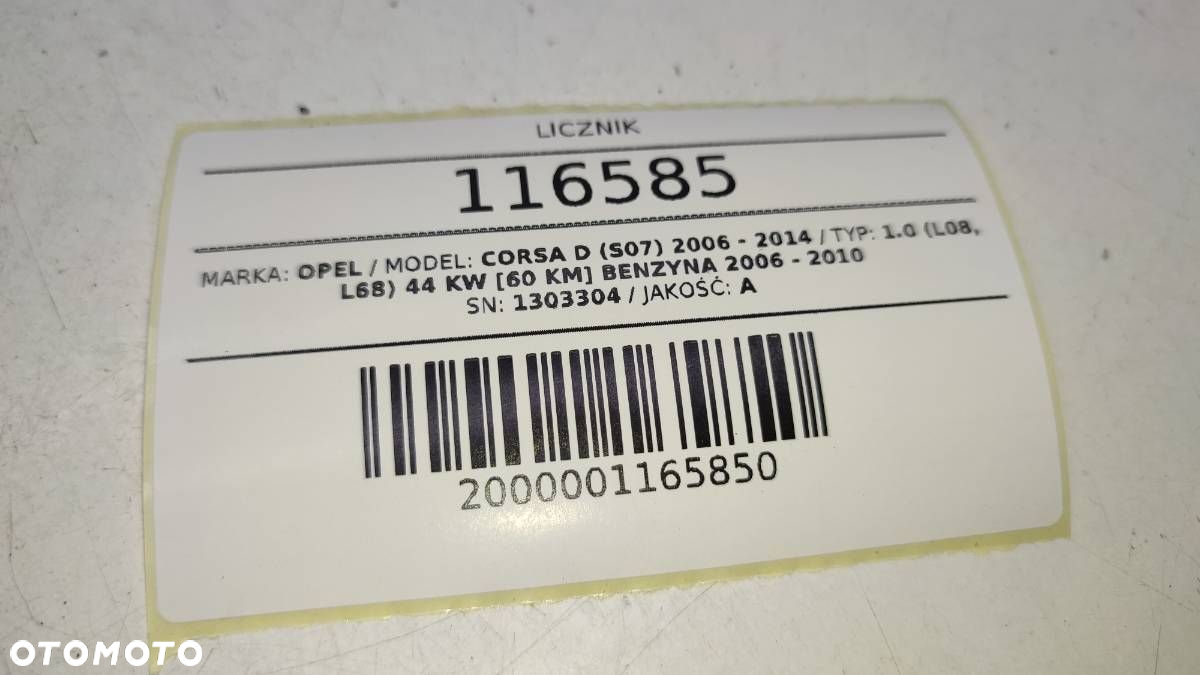 LICZNIK
116585
MARKA: OPEL / MODEL: CORSA D (S07) 2006 - 2014 / TYP: 1.0 (L08,
L68) 44 KW [60 KM] BENZYNA 2006 - 2010
SN: 1303304 / JAKOŚĆ: A
2000001165850
OTOMOTO